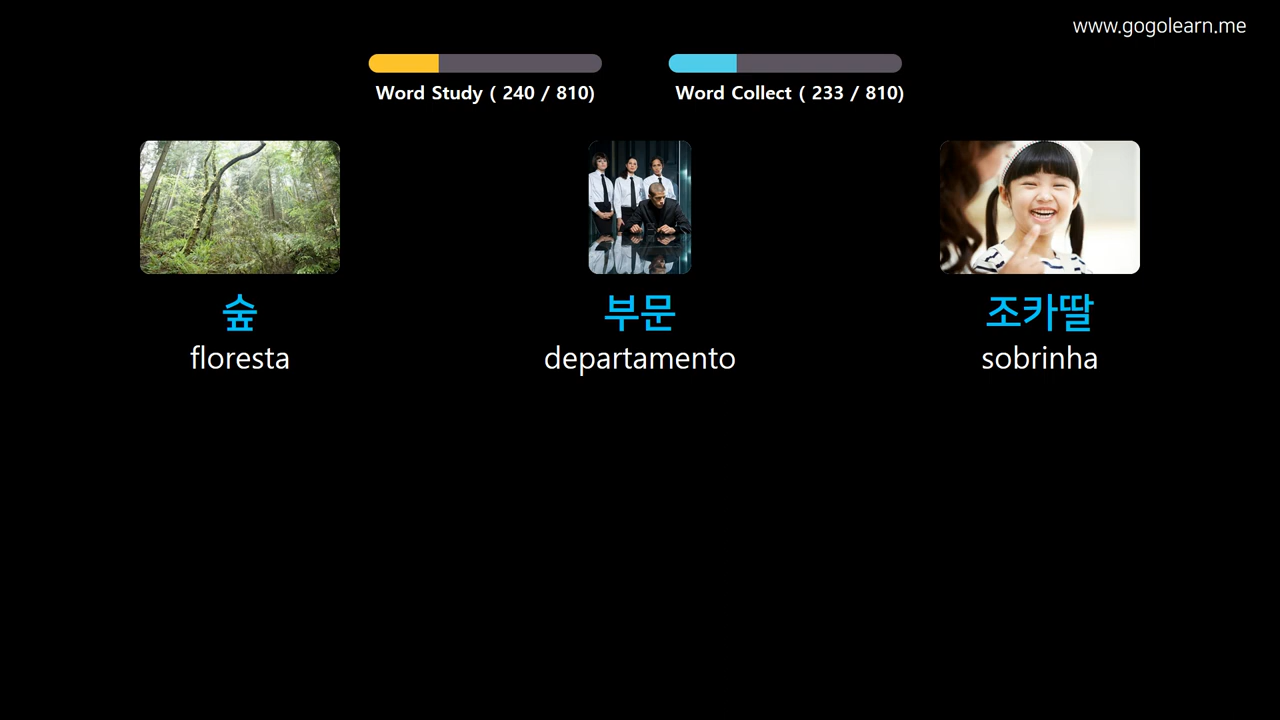 www.gogolearn.me
Word Study ( 240 / 810)
Word Collect ( 233 / 810)
숲
부문
조카딸
floresta
departamento
sobrinha